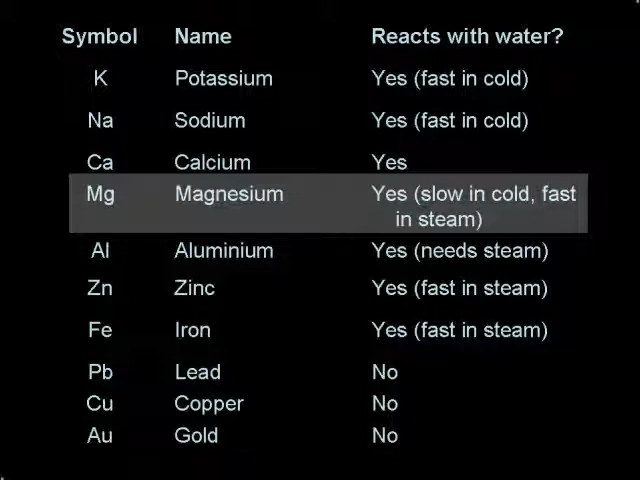 Symbol Name Reacts with water?
K Potassium Yes (fast in cold)
Na Sodium Yes (fast in cold)
Ca Calcium Yes
Mg Magnesium Yes (slow in cold, fast
in steam)
Al Aluminium Yes (needs steam)
Zn Zinc Yes (fast in steam)
Fe Iron Yes (fast in steam)
Pb Lead No
Cu Copper No
Au Gold No